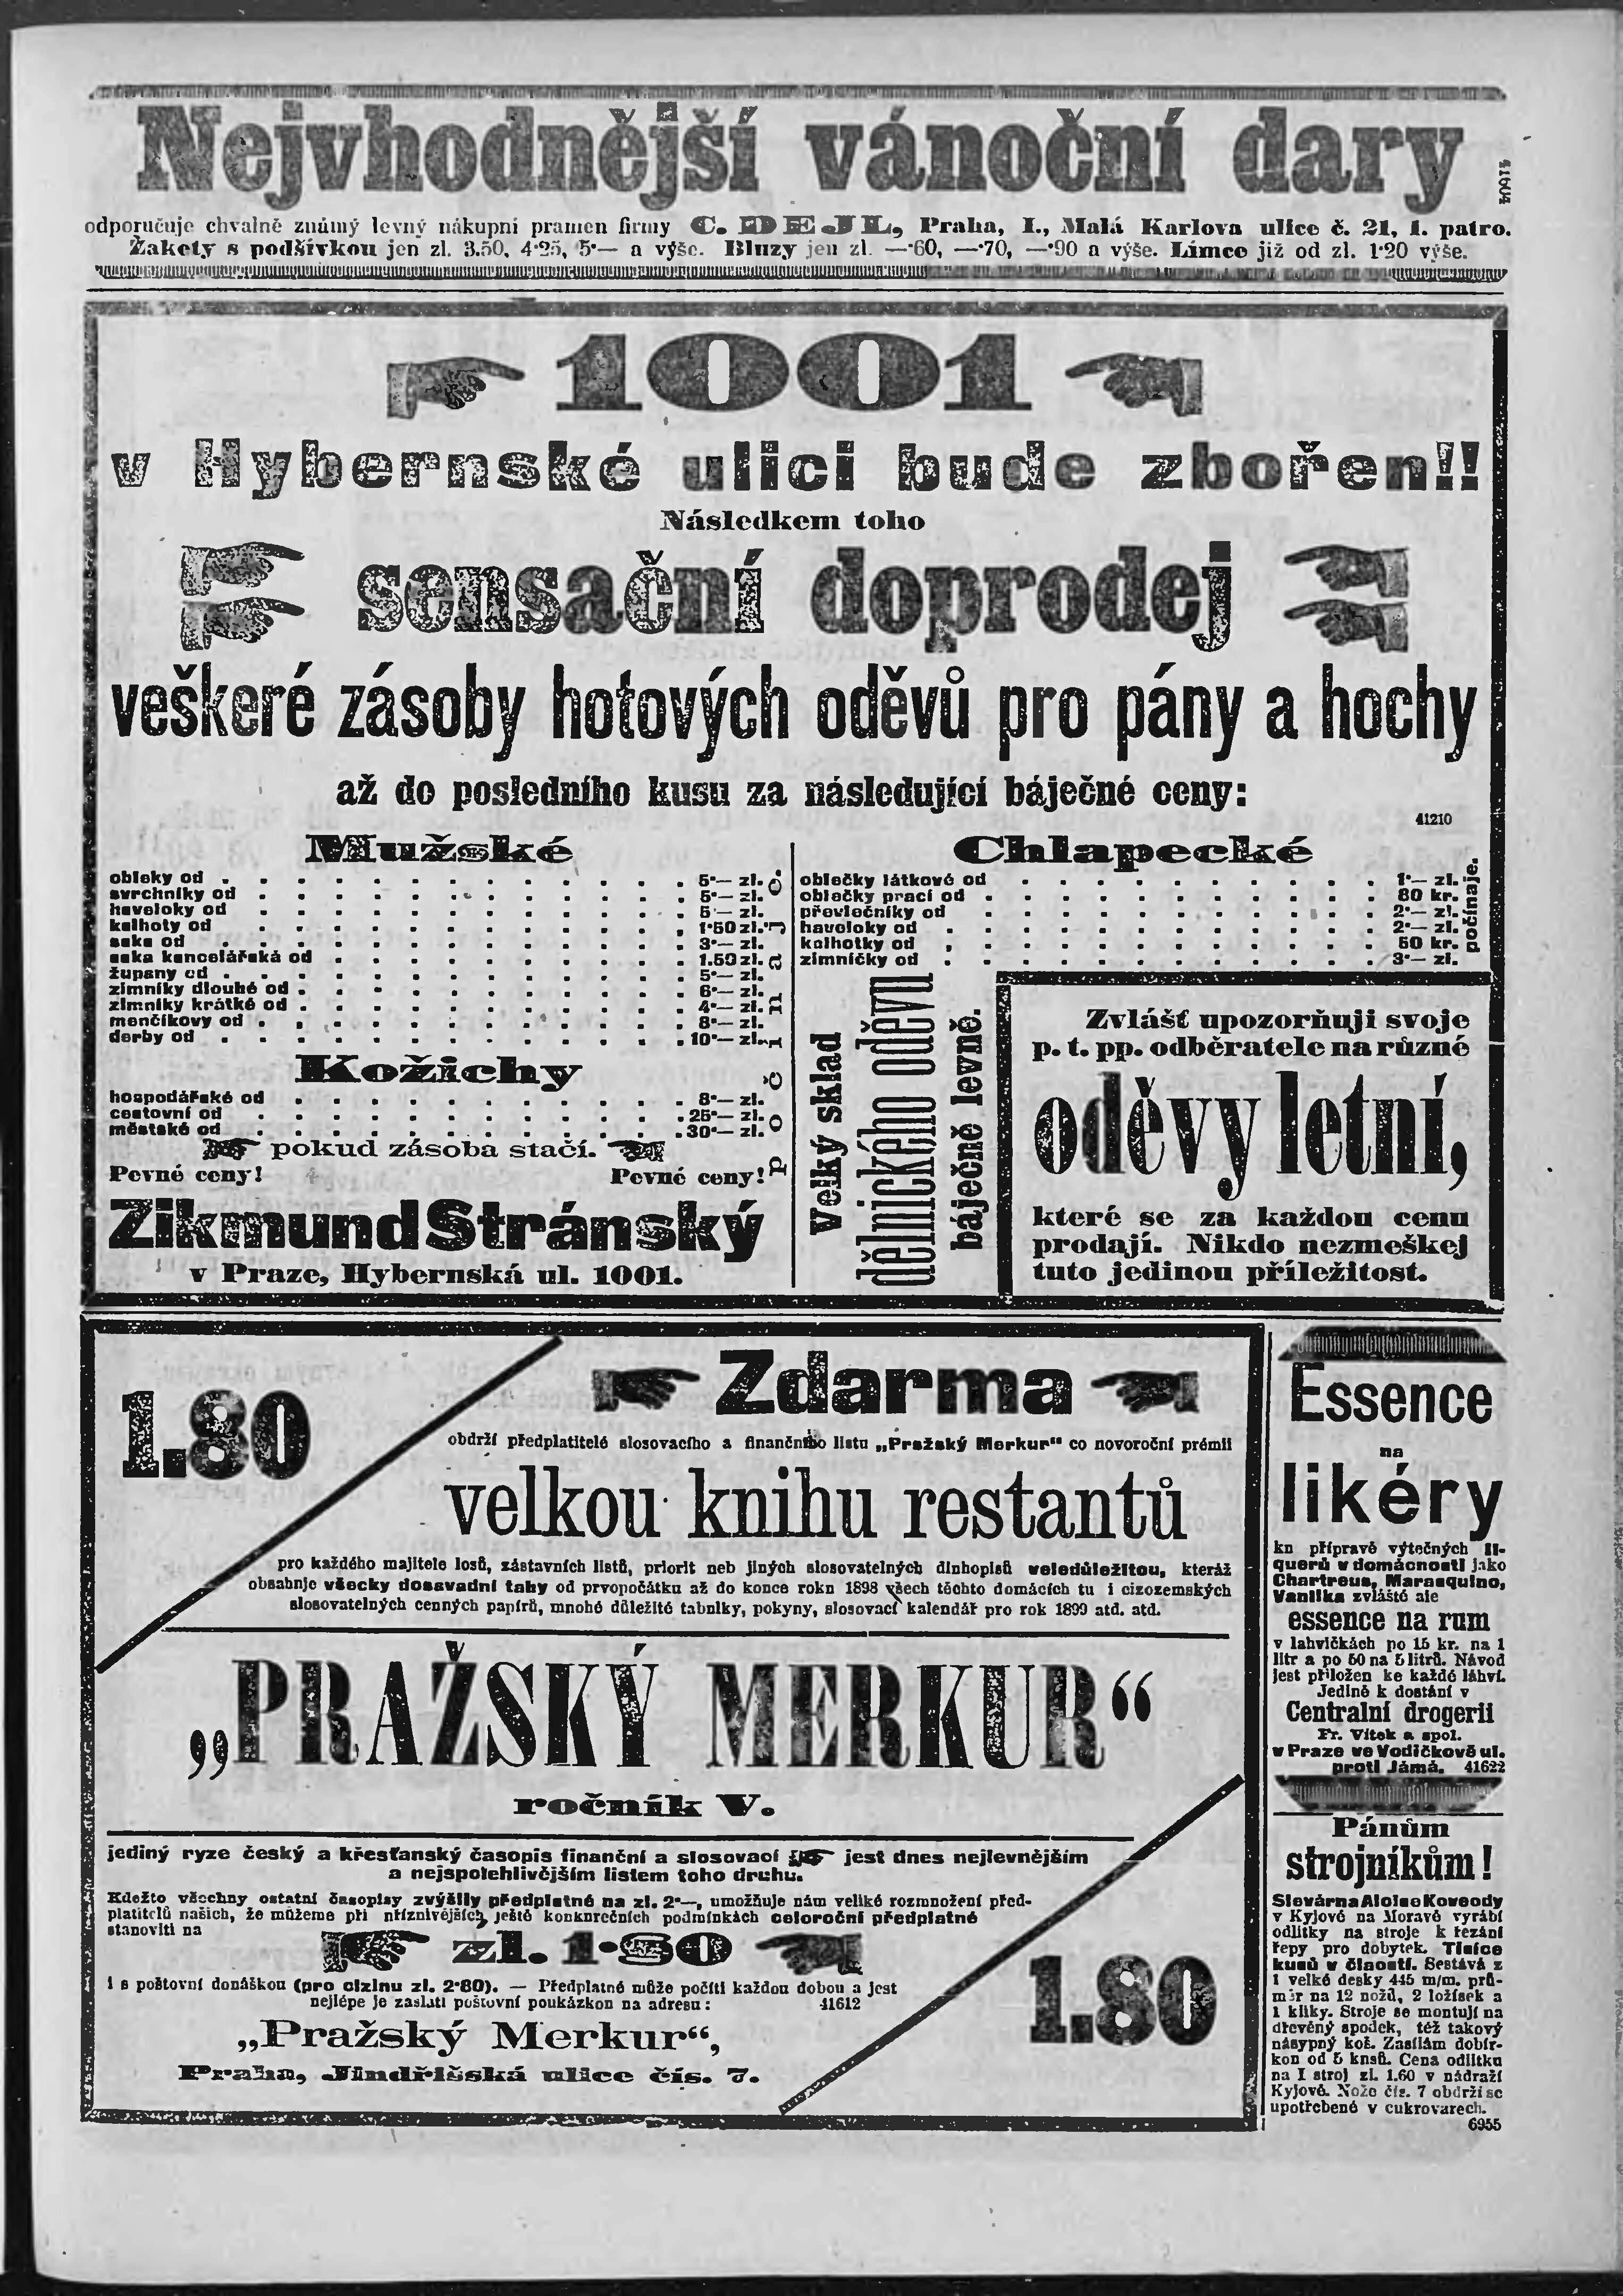 Nejvhodnější vánoční dary
41604
odporučuje chvalně známý levný nákupní pramen firmy C. DEJL, Praha, I., Malá Karlova ulice č. 21, 1. patro.
Žakety s podšívkou jen zl. 3.50, 4·25, 5·— a výše. Bluzy jen zl. —·60, —·70, —·90 a výše. Límce již od zl. 1·20 výše.
1001
v Hybernské ulici bude zbořen!!
Následkem toho
sensační doprodej
veškeré zásoby hotových oděvů pro pány a hochy
až do posledního kusu za následující báječné ceny:
41210
Mužské
obleky od . . . 5·— zl.
svrchníky od . . . 5·— zl.
haveloky od . . . 5·— zl.
kalhoty od . . . 1·50 zl.
saka od . . . 3·— zl.
saka kancelářská od . . . 1.50 zl.
župany od . . . 5·— zl.
zimníky dlouhé od . . . 6·— zl.
zimníky krátké od . . . 4·— zl.
menčíkovy od . . . 8·— zl.
derby od . . . 10·— zl.
Kožichy
hospodářské od . . . 8·— zl.
cestovní od . . . 25·— zl.
městské od . . . 30·— zl.
počínaje.
pokud zásoba stačí.
Pevné ceny! Pevné ceny!
Zikmund Stránský
v Praze, Hybernská ul. 1001.
Chlapecké
oblečky látkové od . . . 1·— zl.
oblečky prací od . . . 80 kr.
převlečníky od . . . 2·— zl.
haveloky od . . . 2·— zl.
kalhotky od . . . 50 kr.
zimníčky od . . . 3·— zl.
počínaje.
Velký sklad
dělnického oděvu
báječně levně.
Zvlášť upozorňuji svoje
p. t. pp. odběratele na různé
oděvy letní,
které se za každou cenu
prodají. Nikdo nezmeškej
tuto jedinou příležitost.
1.80
Zdarma
obdrží předplatitelé slosovacího a finančního listu „Pražský Merkur“ co novoroční prémii
velkou knihu restantů
pro každého majitele losů, zástavních listů, priorit neb jiných slosovatelných dluhopisů veledůležitou, kteráž
obsahuje všecky dosavadní tahy od prvopočátku až do konce roku 1898 všech těchto domácích tu i cizozemských
slosovatelných cenných papírů, mnohé důležité tabulky, pokyny, slosovací kalendář pro rok 1899 atd. atd.
„PRAŽSKÝ MERKUR“
ročník V.
jediný ryze český a křesťanský časopis finanční a slosovací jest dnes nejlevnějším
a nejspolehlivějším listem toho druhu.
Kdežto všechny ostatní časopisy zvýšily předplatné na zl. 2·—, umožňuje nám veliké rozmnožení před-
platitelů našich, že můžeme při nejpříznivějších ještě konkurečních podmínkách celoroční předplatné
stanoviti na
zl. 1·80
i s poštovní donáškou (pro cizinu zl. 2·80). — Předplatné může počíti každou dobou a jest
nejlépe je zaslati poštovní poukázkou na adresu: 41612
„Pražský Merkur“,
Praha, Jindřišská ulice čís. 7.
1.80
Essence
na
likéry
ku přípravě výtečných li-
querů v domácnosti jako
Chartreus, Marasquino,
Vanilka zvláště ale
essence na rum
v lahvičkách po 15 kr. na 1
litr a po 50 na 5 litrů. Návod
jest přiložen ke každé láhvi.
Jedině k dostání v
Centralní drogerii
Fr. Vitek a spol.
v Praze ve Vodičkově ul.
proti Jámě. 41622
Pánům
strojníkům!
Slevárna Aloise Koveody
v Kyjově na Moravě vyrábí
odlitky na stroje k řezání
řepy pro dobytek. Tisíce
kusů v činosti. Sestává z
1 velké desky 445 m/m. prů-
měr na 12 nožů, 2 ložisek a
1 kliky. Stroje se montují na
dřevěný spodek, též takový
násypný koš. Zasílám dobír-
kou od 5 kusů. Cena odlitku
na 1 stroj zl. 1.60 v nádraží
Kyjově. Nože čís. 7 obdrží se
upotřebené v cukrovarech.
6955